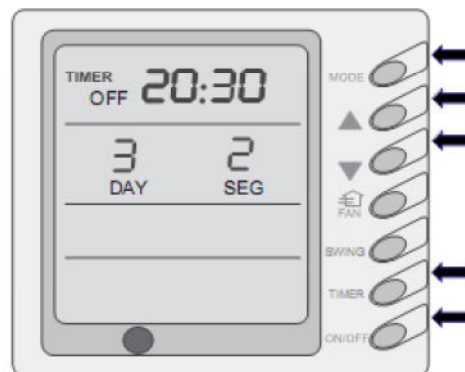 TIMER
OFF 20:30
MODE
3 2
DAY SEG
FAN
SWING
TIMER
ON/OFF